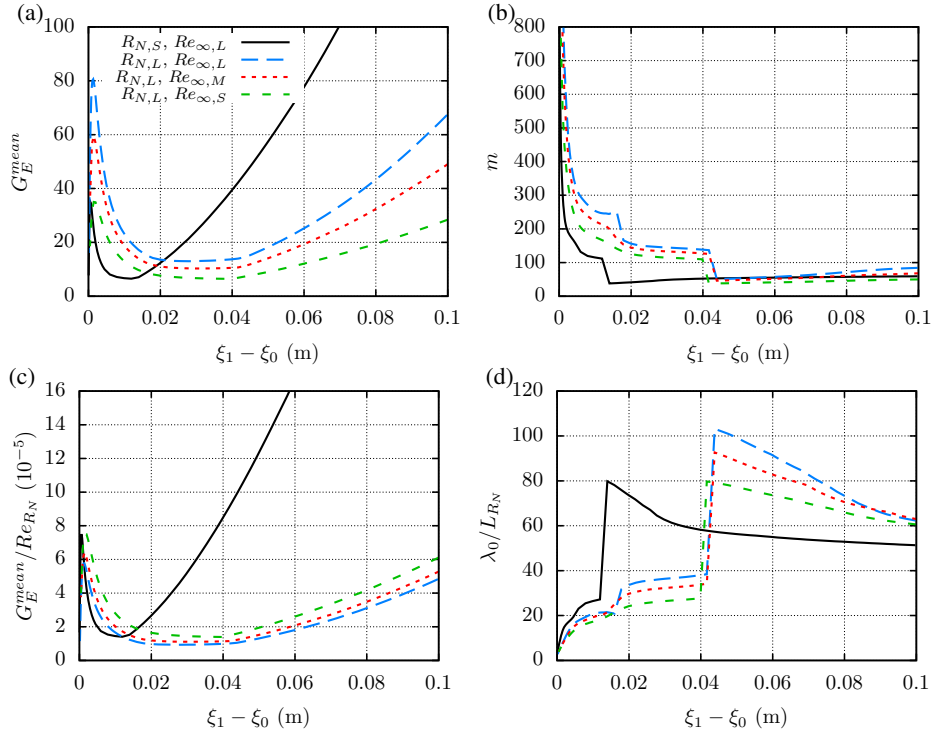 (a)
R_{N,S}, Re_{∞,L}
R_{N,L}, Re_{∞,L}
R_{N,L}, Re_{∞,M}
R_{N,L}, Re_{∞,S}
G_E^{mean}
100
80
60
40
20
0
0 0.02 0.04 0.06 0.08 0.1
ξ_1 − ξ_0 (m)
(b)
m
800
700
600
500
400
300
200
100
0
0 0.02 0.04 0.06 0.08 0.1
ξ_1 − ξ_0 (m)
(c)
G_E^{mean}/Re_{R_N} (10^{-5})
16
14
12
10
8
6
4
2
0
0 0.02 0.04 0.06 0.08 0.1
ξ_1 − ξ_0 (m)
(d)
λ_0/L_{R_N}
120
100
80
60
40
20
0
0 0.02 0.04 0.06 0.08 0.1
ξ_1 − ξ_0 (m)